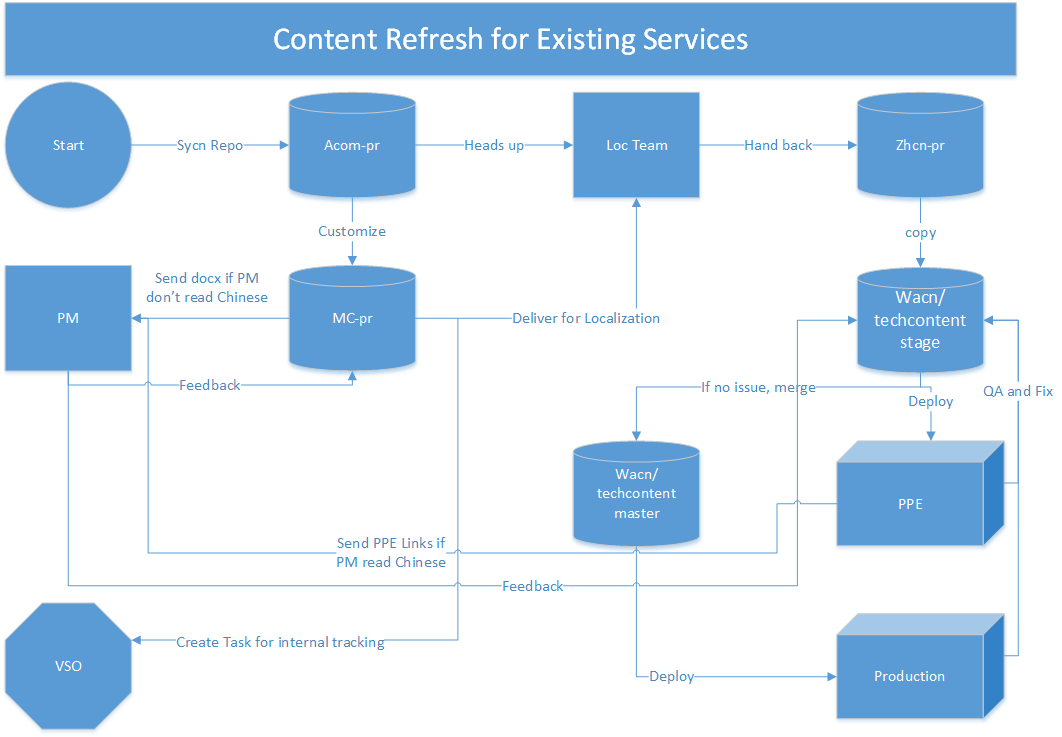 Content Refresh for Existing Services
Start
Sycn Repo
Acom-pr
Heads up
Loc Team
Hand back
Zhcn-pr
Customize
copy
PM
Send docx if PM
don't read Chinese
MC-pr
Deliver for Localization
Wacn/
techcontent
stage
Feedback
If no issue, merge
Deploy
QA and Fix
Wacn/
techcontent
master
PPE
Send PPE Links if
PM read Chinese
Feedback
VSO
Create Task for internal tracking
Deploy
Production